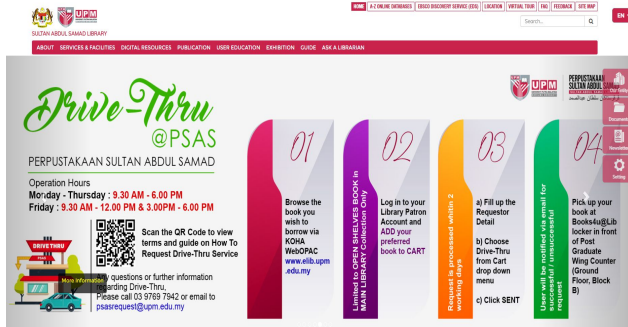 HOME A-Z ONLINE DATABASES EBSCO DISCOVERY SERVICE (EDS) LOCATION VIRTUAL TOUR FAQ FEEDBACK SITE MAP
UPM
Search...
EN
SULTAN ABDUL SAMAD LIBRARY
ABOUT SERVICES & FACILITIES DIGITAL RESOURCES PUBLICATION USER EDUCATION EXHIBITION GUIDE ASK A LIBRARIAN
Drive-Thru
@PSAS
PERPUSTAKAAN SULTAN ABDUL SAMAD
Operation Hours
Monday - Thursday : 9.30 AM - 6.00 PM
Friday : 9.30 AM - 12.00 PM & 3.00PM - 6.00 PM
Scan the QR Code to view
terms and guide on How To
Request Drive-Thru Service
DRIVE THRU
More Information
Any questions or further information
regarding Drive-Thru,
Please call 03 9769 7942 or email to
psasrequest@upm.edu.my
UPM
PERPUSTAKAAN
SULTAN ABDUL SAMAD
01
Browse the
book you
wish to
borrow via
KOHA
WebOPAC
www.elib.upm
.edu.my
Limited to OPEN SHELVES BOOK in
MAIN LIBRARY Collection Only
02
Log in to your
Library Patron
Account and
ADD your
preferred
book to CART
Request is processed whitin 2
working days
03
a) Fill up the
Requestor
Detail
b) Choose
Drive-Thru
from Cart
drop down
menu
c) Click SENT
User will be notified via email for
successful / unsuccessful
request
04
Pick up your
book at
Books4u@Lib
locker in front
of Post
Graduate
Wing Counter
(Ground
Floor, Block
B)
Document
Newsletter
Setting